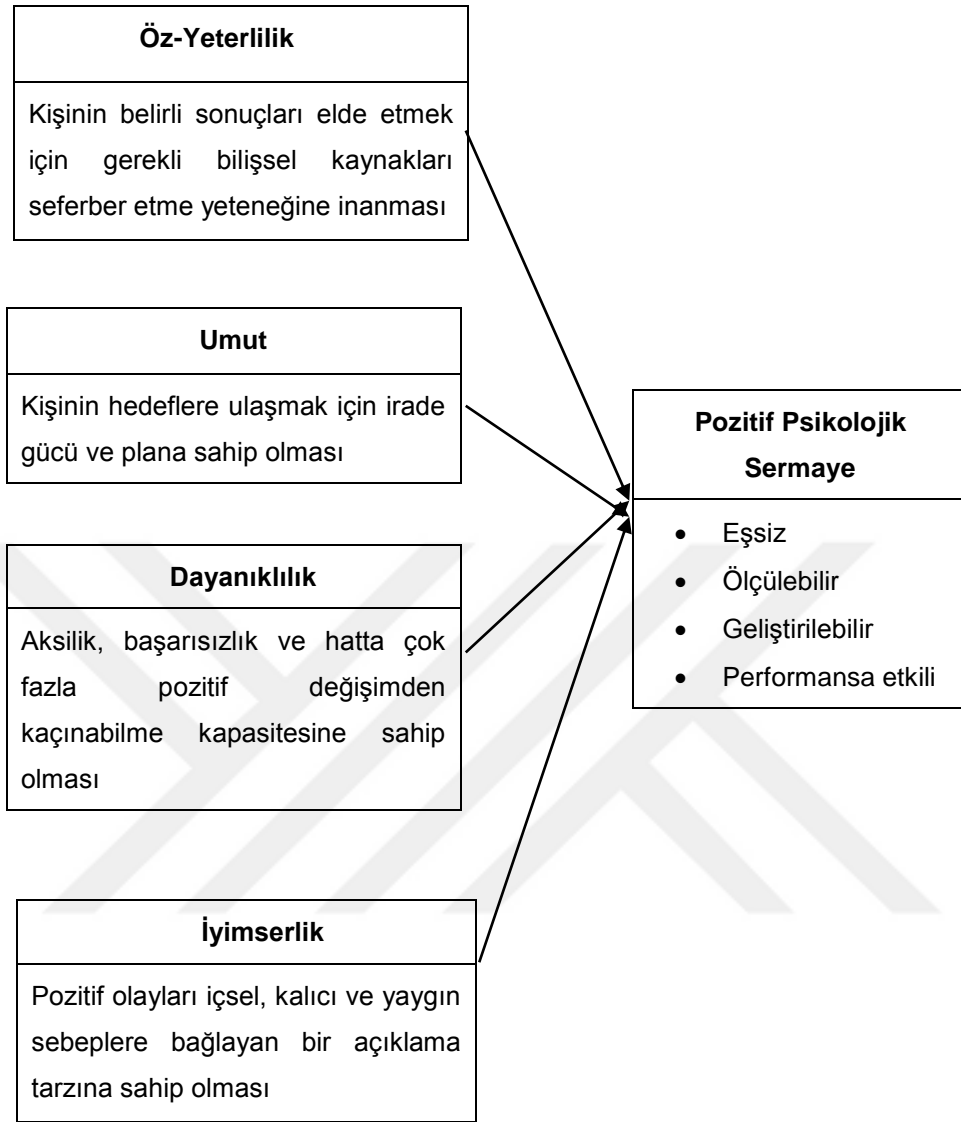 Öz-Yeterlilik
Kişinin belirli sonuçları elde etmek
için gerekli bilişsel kaynakları
seferber etme yeteneğine inanması
Umut
Kişinin hedeflere ulaşmak için irade
gücü ve plana sahip olması
Dayanıklılık
Aksilik, başarısızlık ve hatta çok
fazla pozitif değişimden
kaçınabilme kapasitesine sahip
olması
İyimserlik
Pozitif olayları içsel, kalıcı ve yaygın
sebeplere bağlayan bir açıklama
tarzına sahip olması
Pozitif Psikolojik
Sermaye
• Eşsiz
• Ölçülebilir
• Geliştirilebilir
• Performansa etkili